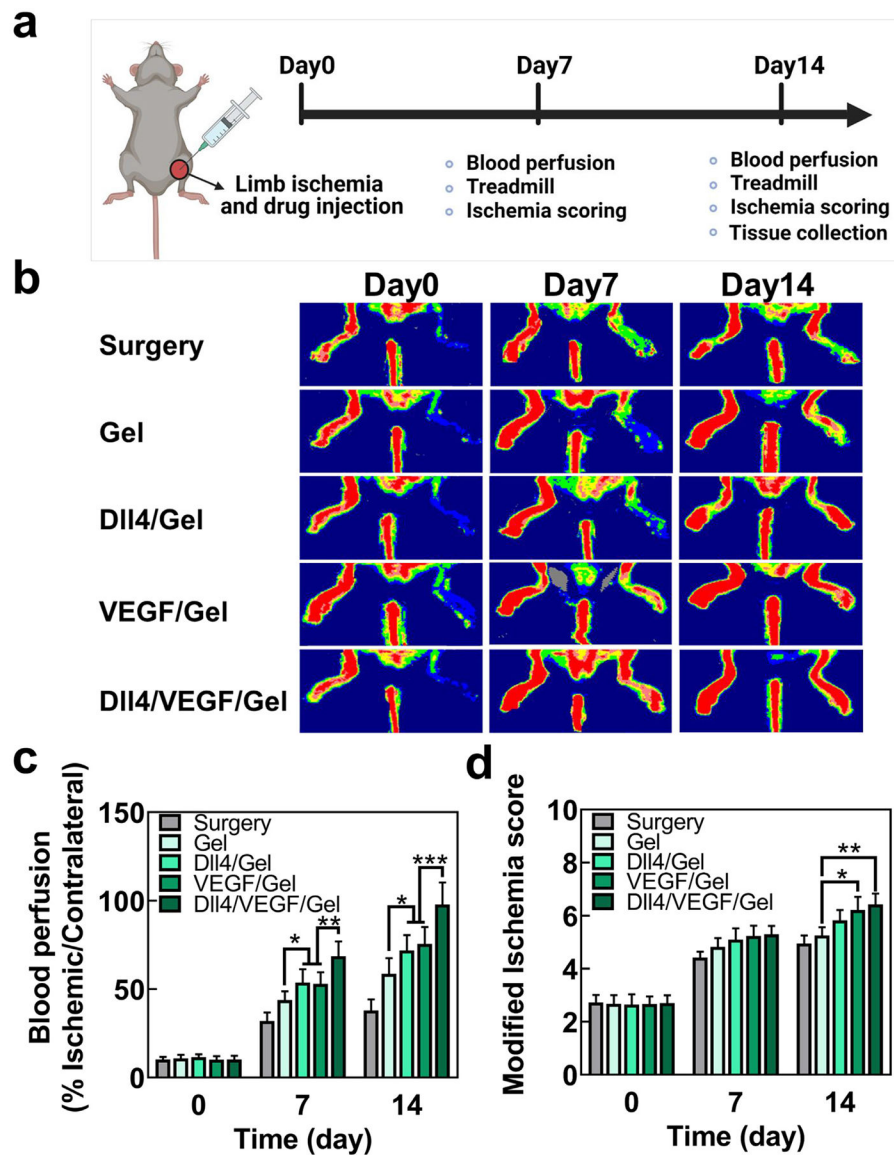 a
Day0 Day7 Day14
Limb ischemia
and drug injection
Blood perfusion
Treadmill
Ischemia scoring
Blood perfusion
Treadmill
Ischemia scoring
Tissue collection
b
Day0 Day7 Day14
Surgery
Gel
Dll4/Gel
VEGF/Gel
Dll4/VEGF/Gel
c
Blood perfusion
(% Ischemic/Contralateral)
150
100
50
0
Surgery
Gel
Dll4/Gel
VEGF/Gel
Dll4/VEGF/Gel
* ** * ***
0 7 14
Time (day)
d
Modified Ischemia score
10
8
6
4
2
0
Surgery
Gel
Dll4/Gel
VEGF/Gel
Dll4/VEGF/Gel
**
*
0 7 14
Time (day)